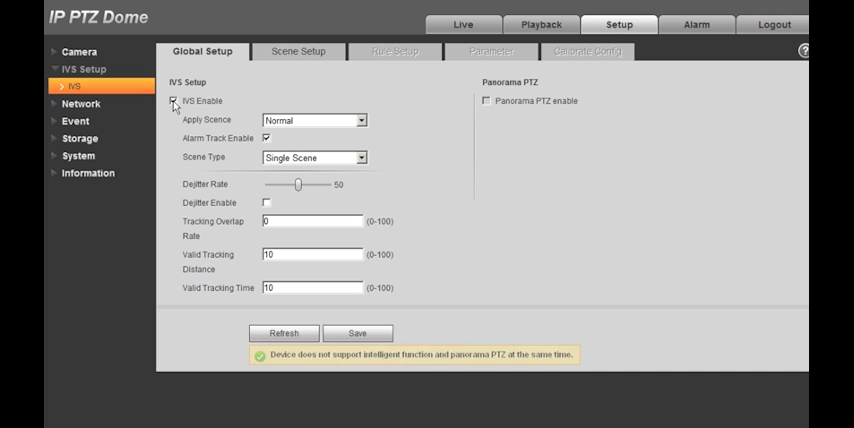 IP PTZ Dome
Live
Playback
Setup
Alarm
Logout
Camera
IVS Setup
IVS
Network
Event
Storage
System
Information
Global Setup
Scene Setup
Rule Setup
Parameter
Calibrate Config
?
IVS Setup
IVS Enable
Apply Scence
Normal
Alarm Track Enable
Scene Type
Single Scene
Dejitter Rate
50
Dejitter Enable
Tracking Overlap
Rate
0
(0-100)
Valid Tracking
Distance
10
(0-100)
Valid Tracking Time
10
(0-100)
Panorama PTZ
Panorama PTZ enable
Refresh
Save
Device does not support intelligent function and panorama PTZ at the same time.